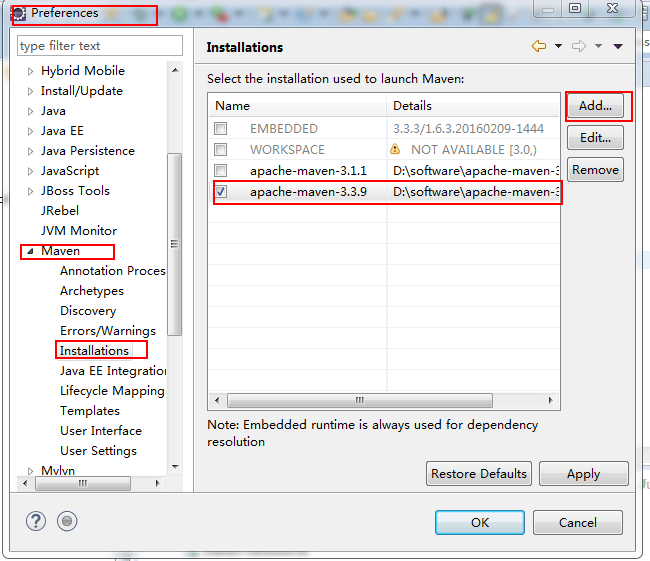 Preferences
type filter text
Hybrid Mobile
Install/Update
Java
Java EE
Java Persistence
JavaScript
JBoss Tools
JRebel
JVM Monitor
Maven
Annotation Proces
Archetypes
Discovery
Errors/Warnings
Installations
Java EE Integration
Lifecycle Mapping
Templates
User Interface
User Settings
Mylyn
Installations
Select the installation used to launch Maven:
Name Details
EMBEDDED 3.3.3/1.6.3.20160209-1444
WORKSPACE NOT AVAILABLE [3.0,)
apache-maven-3.1.1 D:\software\apache-maven-3
apache-maven-3.3.9 D:\software\apache-maven-3
Add...
Edit...
Remove
Note: Embedded runtime is always used for dependency
resolution
Restore Defaults Apply
OK Cancel